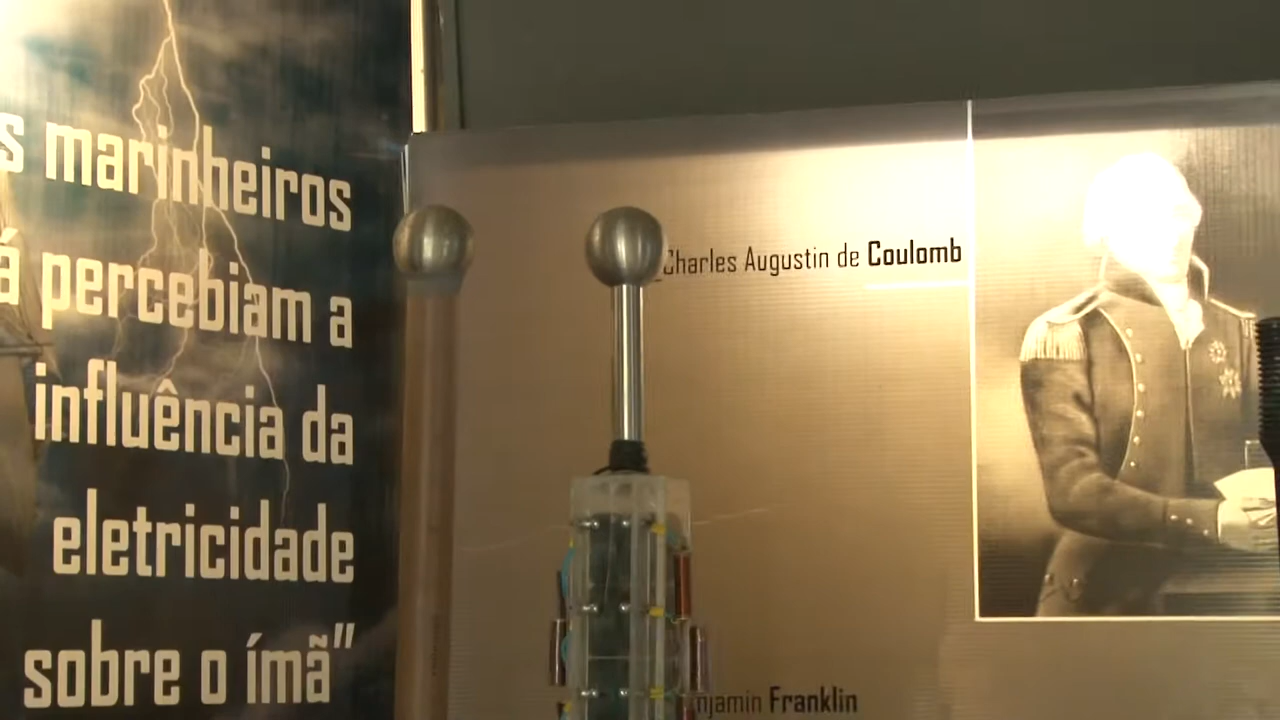 s marinheiros
á percebiam a
influência da
eletricidade
sobre o ímã”
Charles Augustin de Coulomb
njamin Franklin